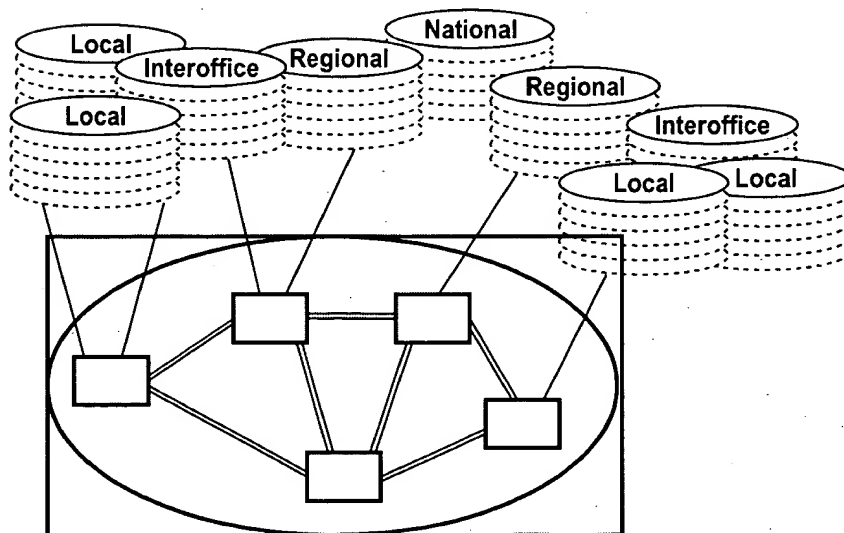 Local
National
Interoffice
Regional
Local
Regional
Interoffice
Local
Local